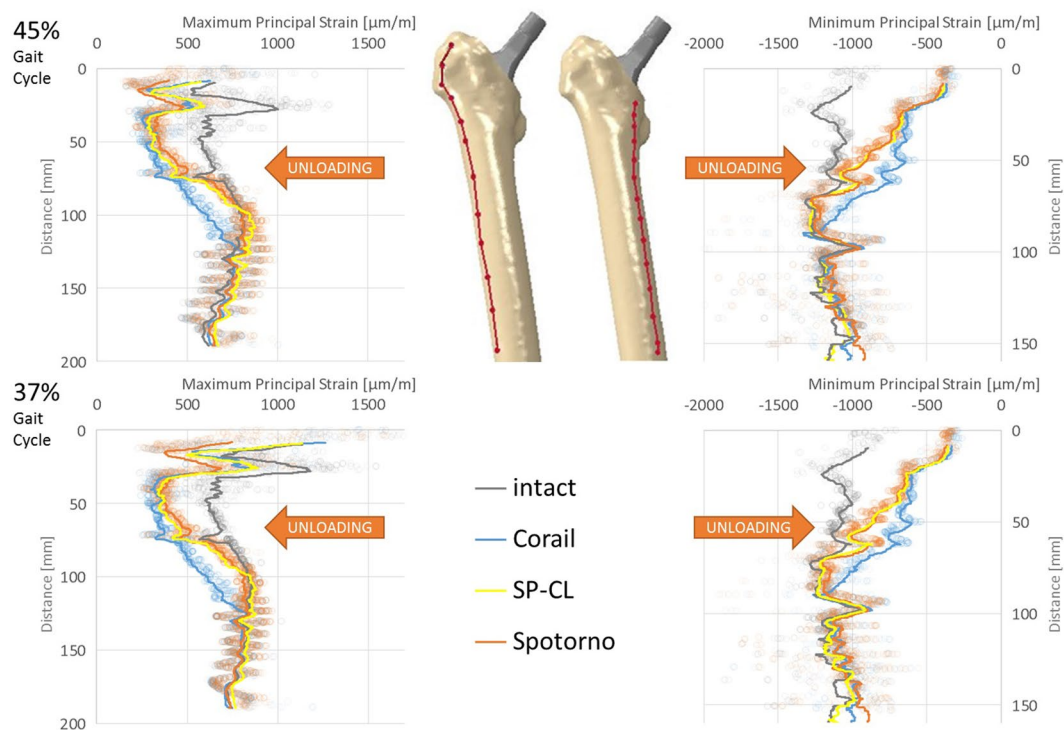 45%
Gait
Cycle
Maximum Principal Strain [µm/m]
0 500 1000 1500
0
50
100
150
200
Distance [mm]
UNLOADING
Minimum Principal Strain [µm/m]
-2000 -1500 -1000 -500 0
0
50
100
150
Distance [mm]
UNLOADING
37%
Gait
Cycle
Maximum Principal Strain [µm/m]
0 500 1000 1500
0
50
100
150
200
Distance [mm]
UNLOADING
intact
Corail
SP-CL
Spotorno
Minimum Principal Strain [µm/m]
-2000 -1500 -1000 -500 0
0
50
100
150
Distance [mm]
UNLOADING